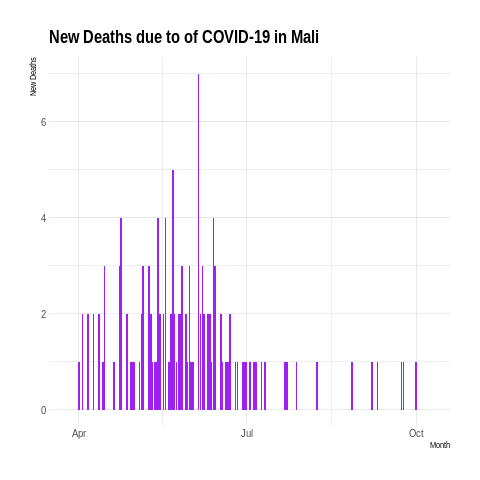 New Deaths due to of COVID-19 in Mali
New Deaths
6
4
2
0
Apr
Jul
Oct
Month